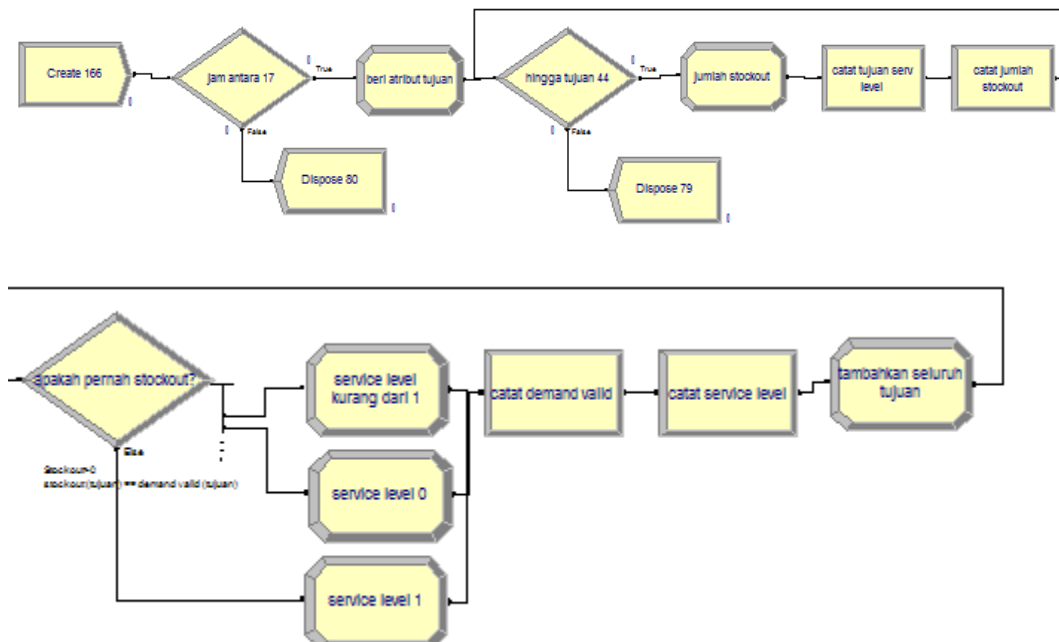 Create 166
jam antara 17
True
False
Dispose 80
beri atribut tujuan
hingga tujuan 44
True
False
Dispose 79
jumlah stockout
catat tujuan serv
level
catat jumlah
stockout
apakah pernah stockout?
Else
stockout(tujuan) == demand valid (tujuan)
service level
kurang dari 1
service level 0
service level 1
catat demand valid
catat service level
tambahkan seluruh
tujuan